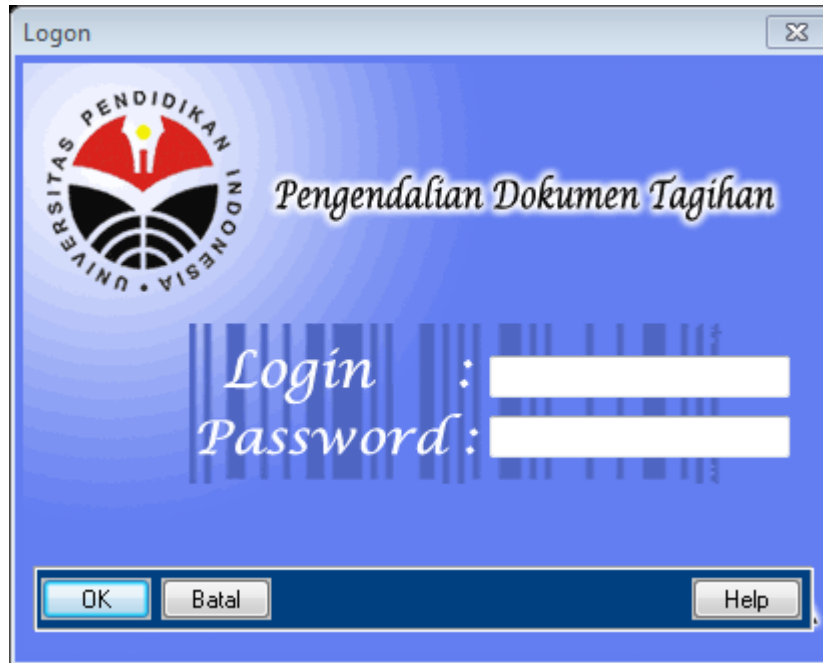 Logon
UNIVERSITAS PENDIDIKAN INDONESIA
Pengendalian Dokumen Tagihan
Login :
Password :
OK Batal Help